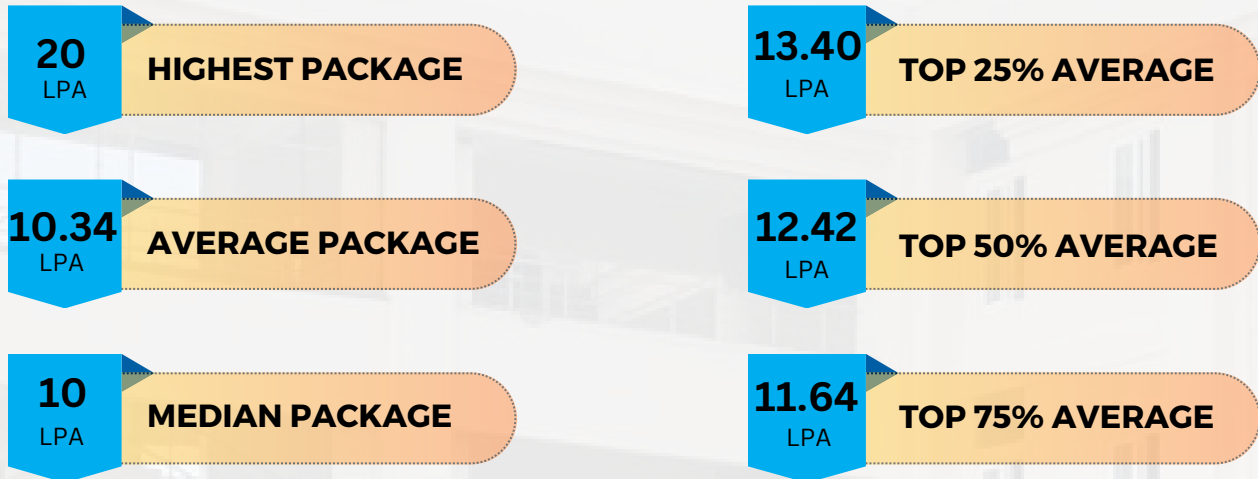 20
LPA
HIGHEST PACKAGE
13.40
LPA
TOP 25% AVERAGE
10.34
LPA
AVERAGE PACKAGE
12.42
LPA
TOP 50% AVERAGE
10
LPA
MEDIAN PACKAGE
11.64
LPA
TOP 75% AVERAGE